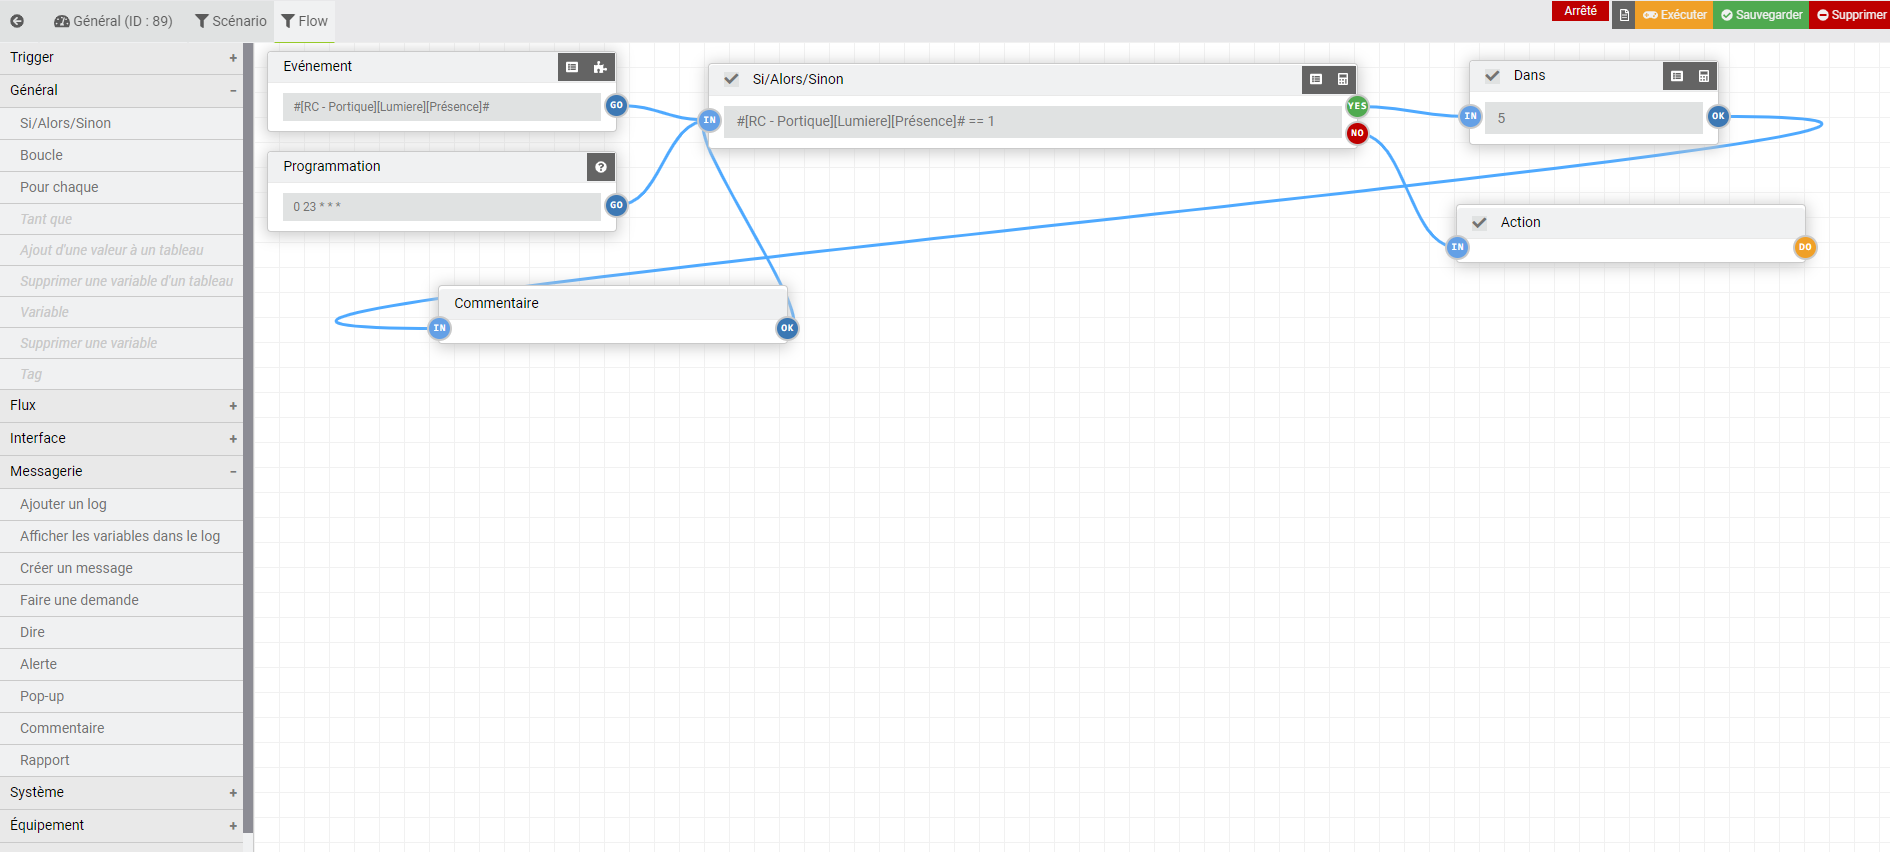 Général (ID : 89)
Scénario
Flow
Arrêté
Exécuter
Sauvegarder
Supprimer
Trigger +
Général −
Si/Alors/Sinon
Boucle
Pour chaque
Tant que
Ajout d'une valeur à un tableau
Supprimer une variable d'un tableau
Variable
Supprimer une variable
Tag
Flux +
Interface +
Messagerie −
Ajouter un log
Afficher les variables dans le log
Créer un message
Faire une demande
Dire
Alerte
Pop-up
Commentaire
Rapport
Système +
Équipement +
Evénement
#[RC - Portique][Lumiere][Présence]#
GO
Programmation
0 23 * * *
GO
Si/Alors/Sinon
IN
#[RC - Portique][Lumiere][Présence]# == 1
YES
NO
Dans
IN
5
OK
Action
IN
DO
Commentaire
IN
OK